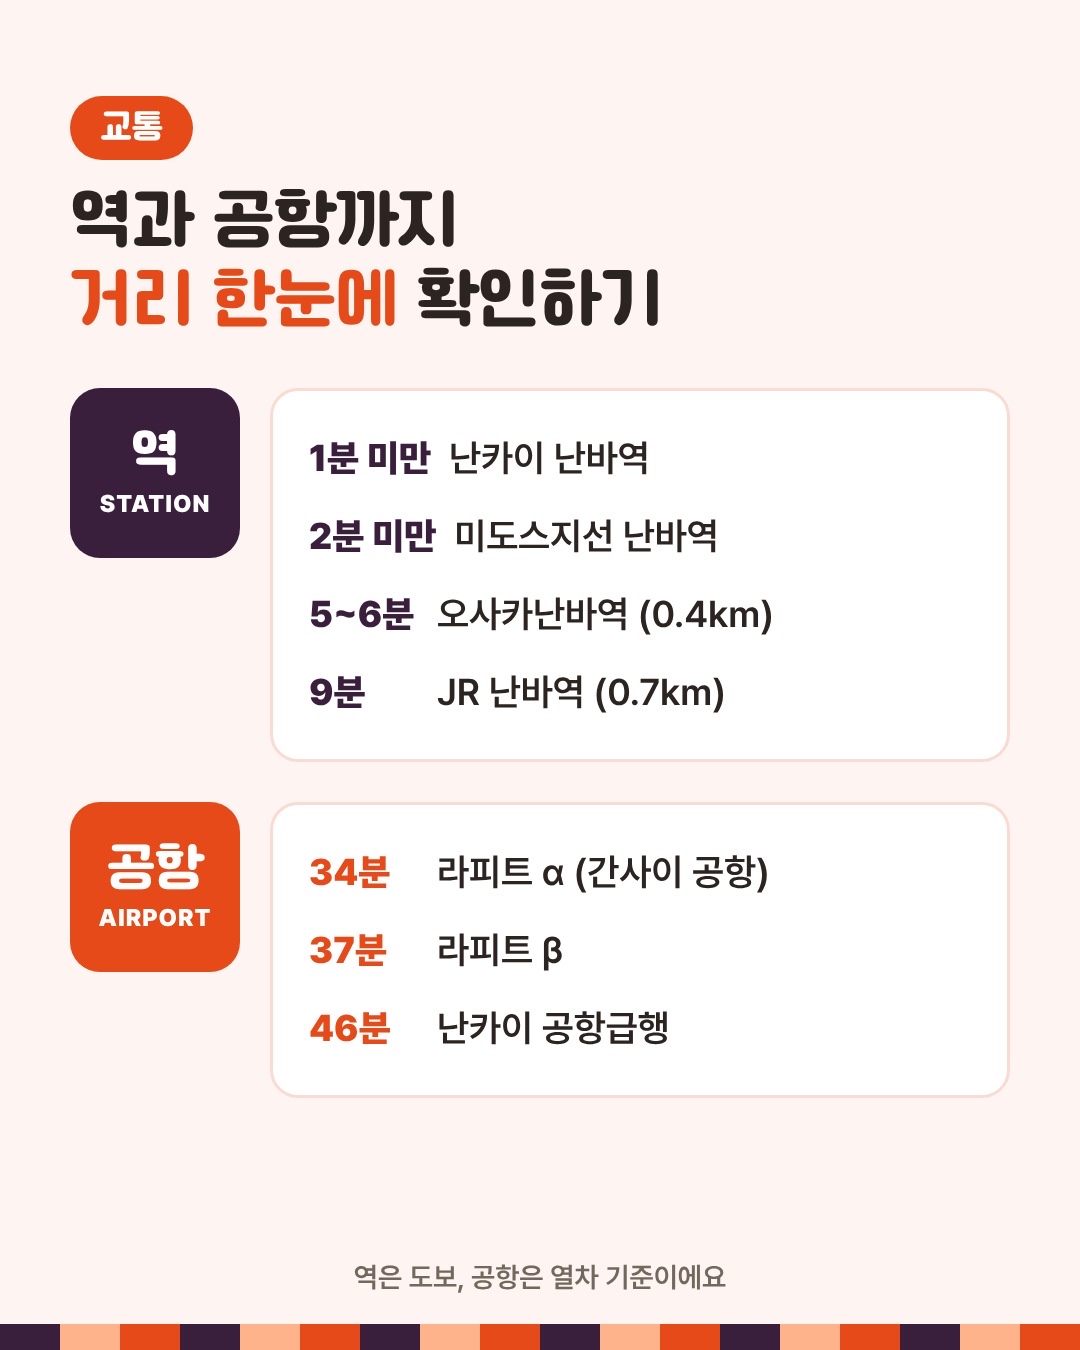 교통
역과 공항까지
거리 한눈에 확인하기
역
STATION
1분 미만 난카이 난바역
2분 미만 미도스지선 난바역
5~6분 오사카난바역 (0.4km)
9분 JR 난바역 (0.7km)
공항
AIRPORT
34분 라피트 α (간사이 공항)
37분 라피트 β
46분 난카이 공항급행
역은 도보, 공항은 열차 기준이에요